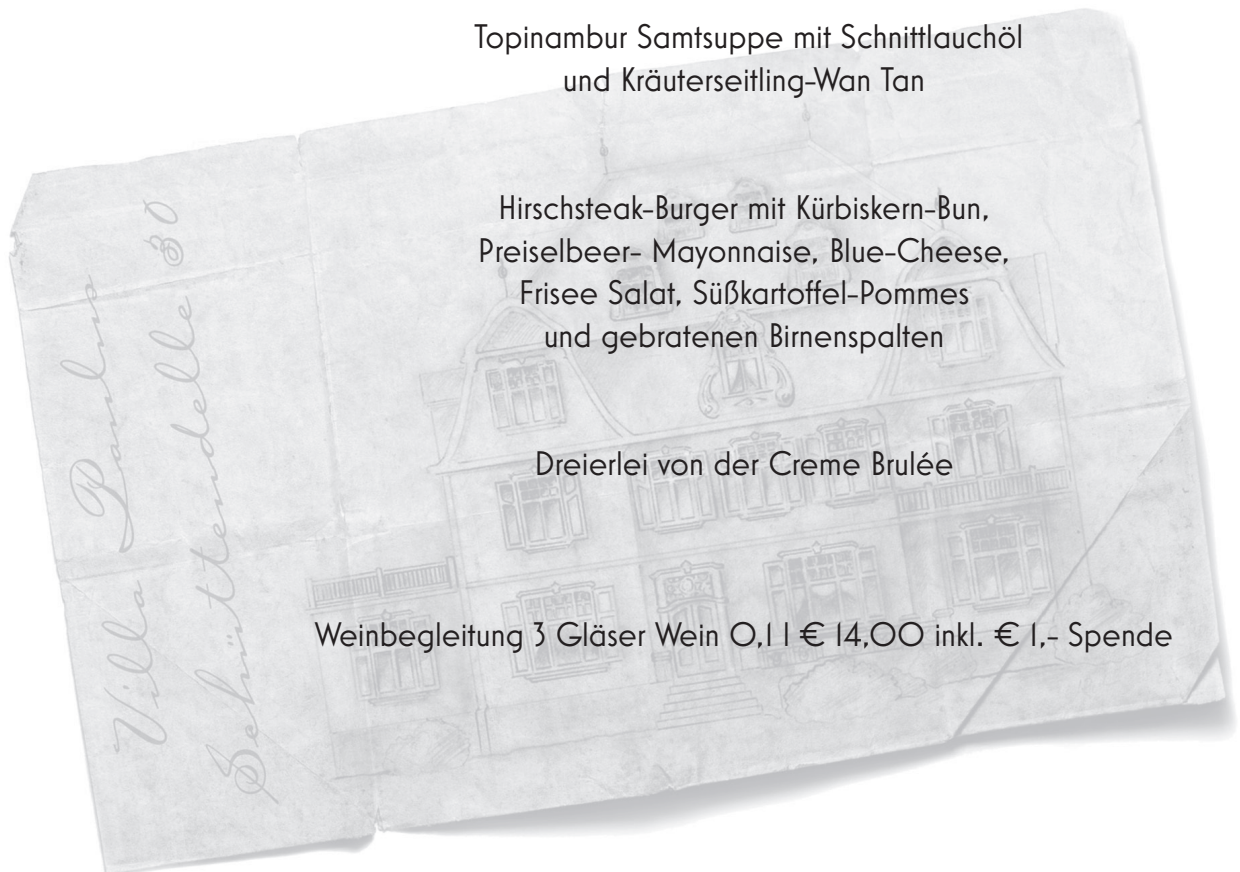 Topinambur Samtsuppe mit Schnittlauchöl
und Kräuterseitling-Wan Tan
Hirschsteak-Burger mit Kürbiskern-Bun,
Preiselbeer- Mayonnaise, Blue-Cheese,
Frisee Salat, Süßkartoffel-Pommes
und gebratenen Birnenspalten
Dreierlei von der Creme Brulée
Weinbegleitung 3 Gläser Wein 0,1 l € 14,00 inkl. € 1,- Spende
Villa
30